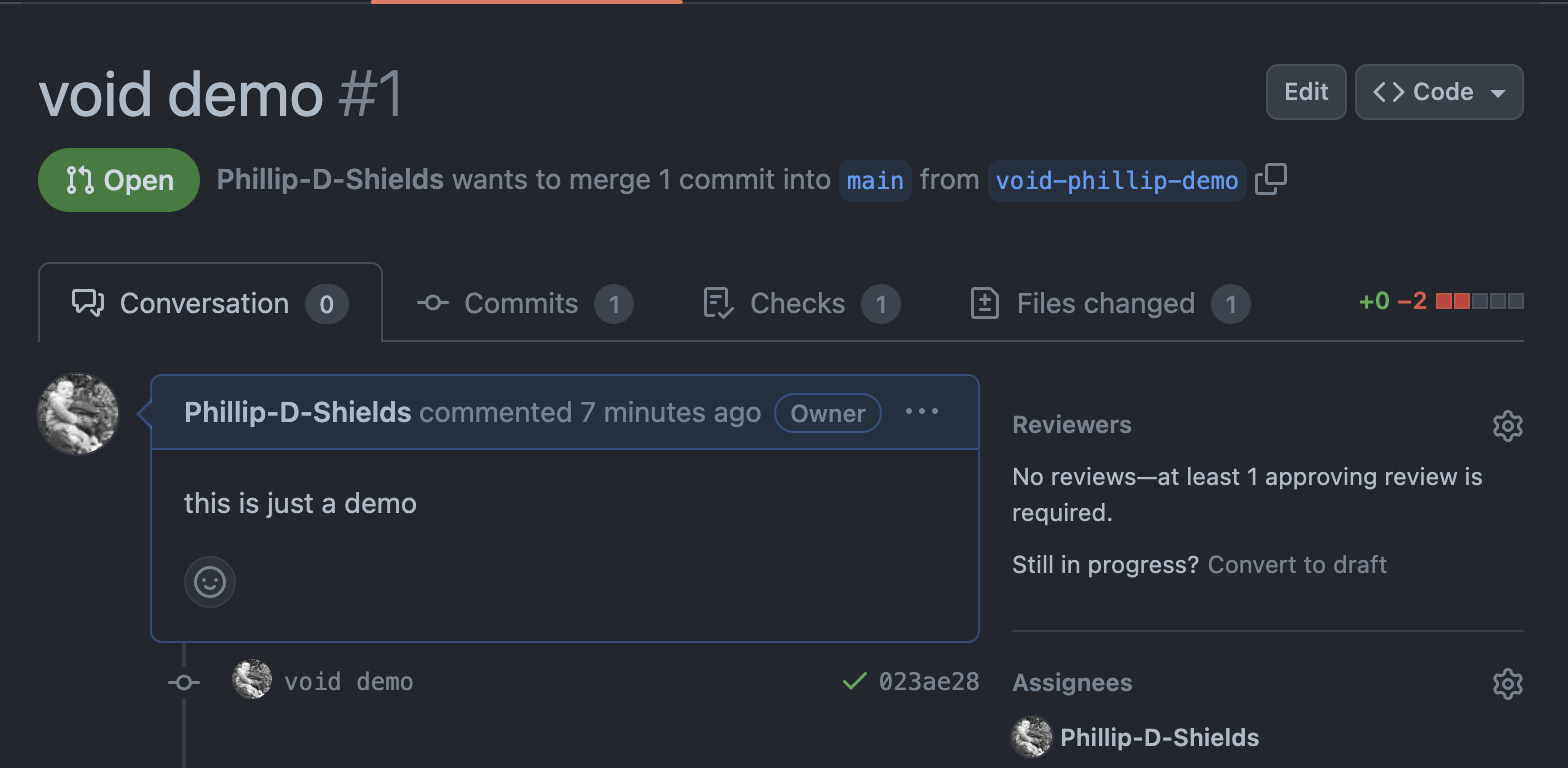 void demo #1
Edit
Code
Open
Phillip-D-Shields wants to merge 1 commit into main from void-phillip-demo
Conversation 0
Commits 1
Checks 1
Files changed 1
+0 −2
Phillip-D-Shields commented 7 minutes ago Owner
this is just a demo
void demo 023ae28
Reviewers
No reviews—at least 1 approving review is
required.
Still in progress? Convert to draft
Assignees
Phillip-D-Shields